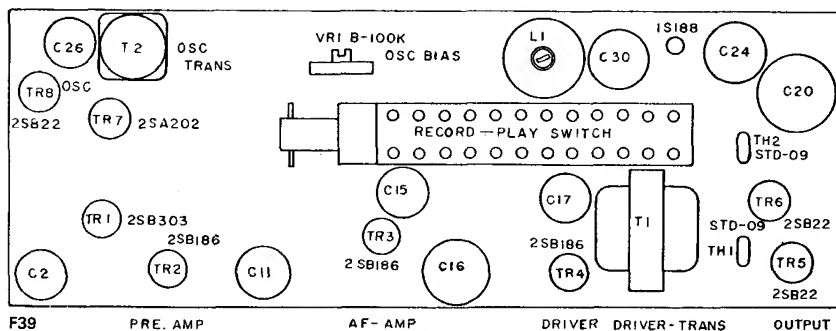 C26
T2
OSC TRANS
VR1 B-100K
OSC BIAS
L1
C30
1S188
C24
C20
TR8
OSC
2SB22
TR7
2SA202
RECORD-PLAY SWITCH
TH2
STD-09
C15
C17
T1
TR6
2SB22
STD-09
TH1
TR1
2SB303
2SB186
TR2
C2
C11
TR3
2SB186
C16
2SB186
TR4
TR5
2SB22
F39
PRE. AMP
AF-AMP
DRIVER
DRIVER-TRANS
OUTPUT